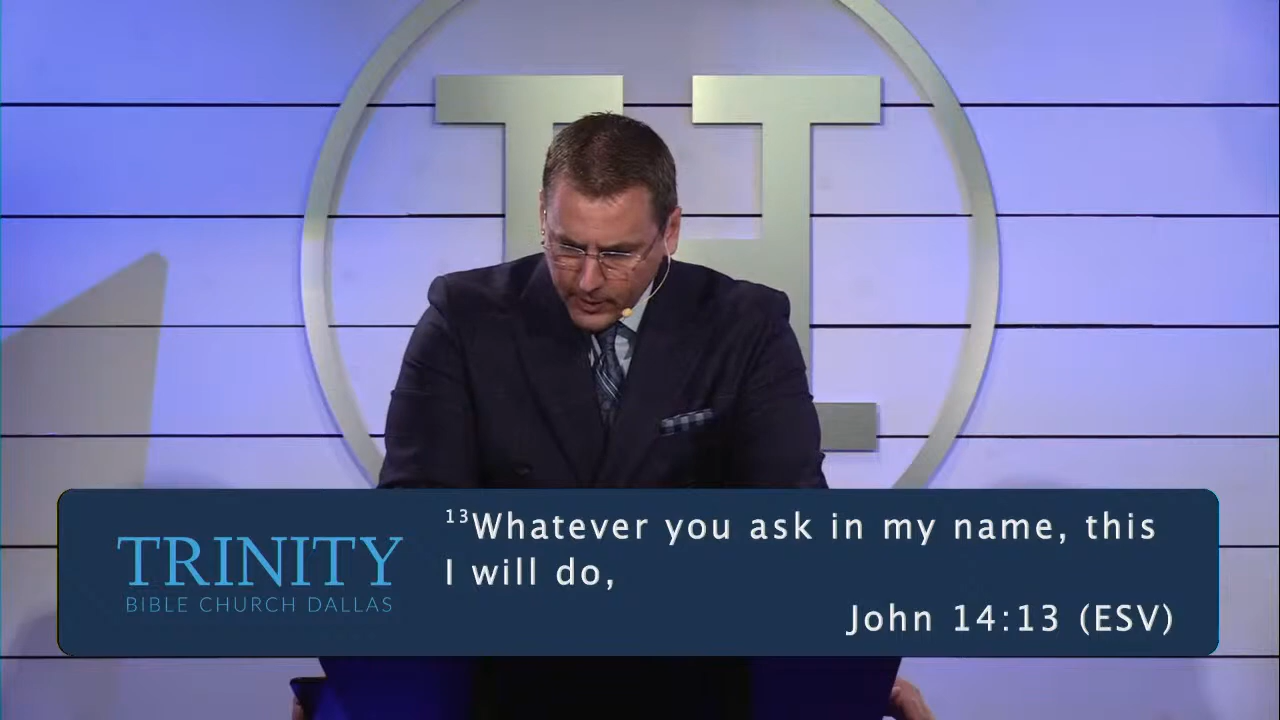 TRINITY
BIBLE CHURCH DALLAS
¹³Whatever you ask in my name, this
I will do,
John 14:13 (ESV)